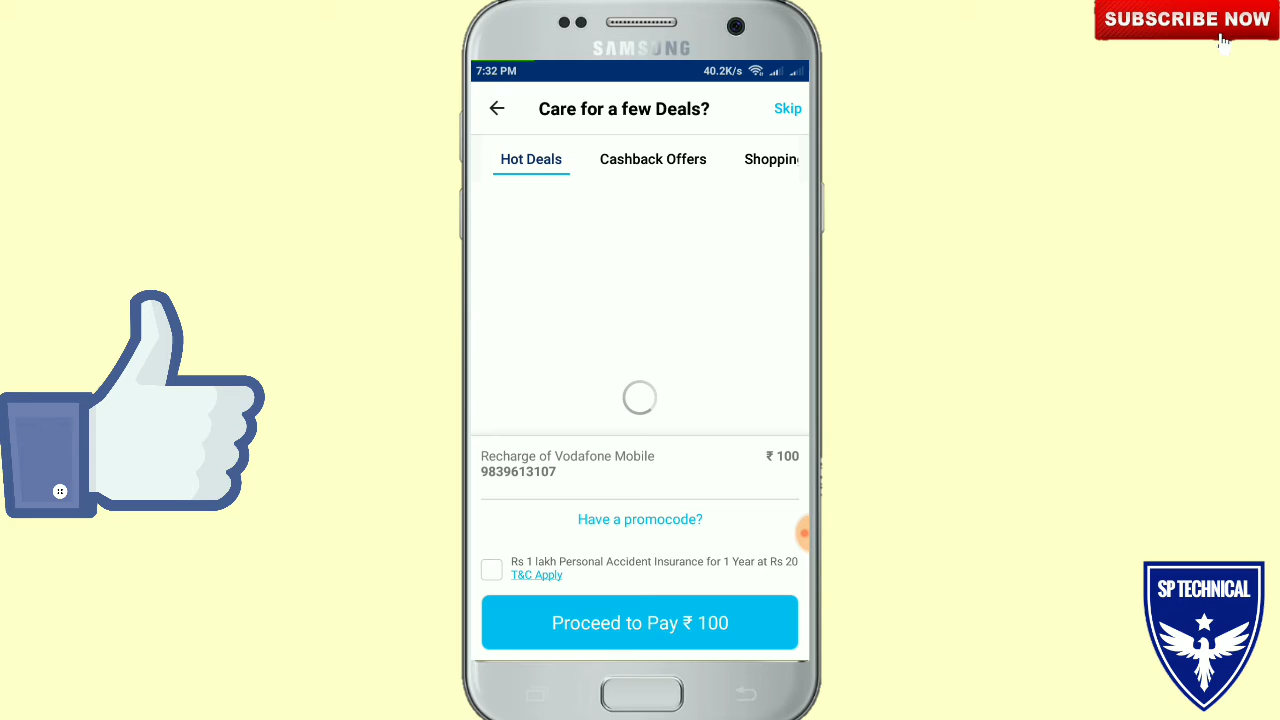 SUBSCRIBE NOW
SAMSUNG
7:32 PM 40.2K/s
Care for a few Deals? Skip
Hot Deals Cashback Offers Shopping
Recharge of Vodafone Mobile ₹ 100
9839613107
Have a promocode?
Rs 1 lakh Personal Accident Insurance for 1 Year at Rs 20
T&C Apply
Proceed to Pay ₹ 100
SP TECHNICAL